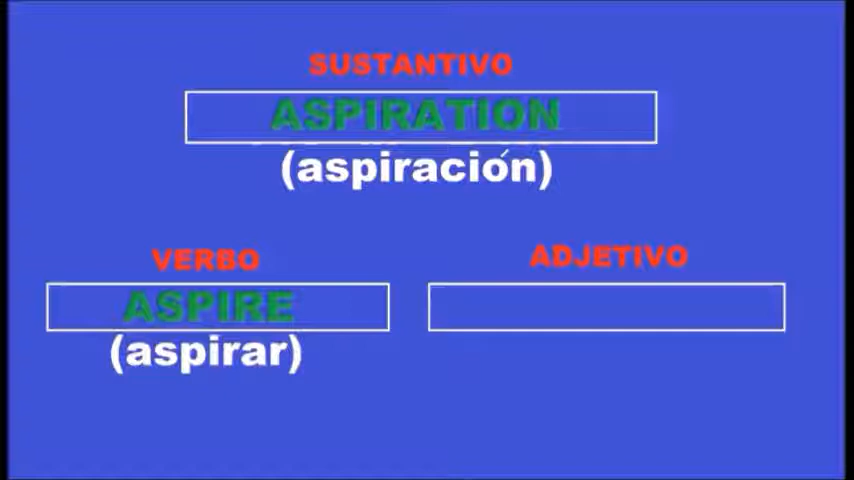 SUSTANTIVO
ASPIRATION
(aspiración)
VERBO
ADJETIVO
ASPIRE
(aspirar)